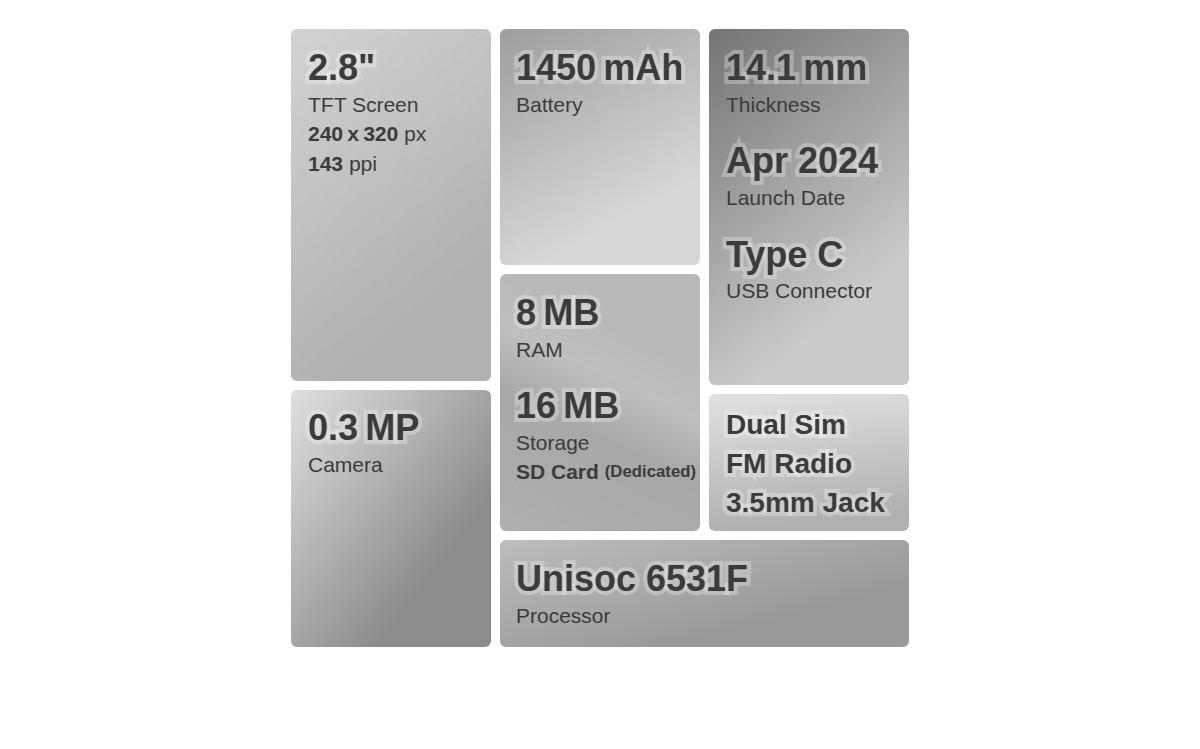 2.8"
TFT Screen
240 x 320 px
143 ppi
1450 mAh
Battery
14.1 mm
Thickness
Apr 2024
Launch Date
Type C
USB Connector
8 MB
RAM
16 MB
Storage
SD Card (Dedicated)
0.3 MP
Camera
Dual Sim
FM Radio
3.5mm Jack
Unisoc 6531F
Processor